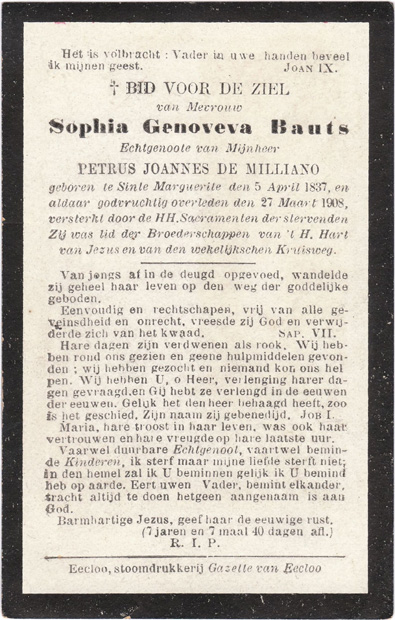 Het is volbracht : Vader in uwe handen beveel
ik mijnen geest. JOAN IX.
† BID VOOR DE ZIEL
van Mevrouw
Sophia Genoveva Bauts
Echtgenoote van Mijnheer
PETRUS JOANNES DE MILLIANO
geboren te Sinte Marguerite den 5 April 1837, en
aldaar godvruchtig overleden den 27 Maart 1908,
versterkt door de HH. Sacramenten der stervenden
Zij was lid der Broederschappen van 't H. Hart
van Jezus en van den wekelijkschen Kruisweg.
Van jongs af in de deugd opgevoed, wandelde
zij geheel haar leven op den weg der goddelijke
geboden.
Eenvoudig en rechtschapen, vrij van alle ge-
veinsdheid en onrecht, vreesde zij God en verwij-
derde zich van het kwaad. SAP. VII.
Hare dagen zijn verdwenen als rook. Wij heb-
ben rond ons gezien en geene hulpmiddelen gevon-
den ; wij hebben gezocht en niemand kon ons hel
pen. Wij hebben U, o Heer, verlenging harer da-
gen gevraagd, en Gij hebt ze verlengd in de eeuwen
der eeuwen. Gelijk het den heer behaagd heeft, zoo
is het geschied. Zijn naam zij gebenedijd. JOB I.
Maria, hare troost in haar leven, was ook haar
vertrouwen en hare vreugde op hare laatste uur.
Vaarwel duurbare Echtgenoot, vaartwel bemin-
de Kinderen, ik sterf maar mijne liefde sterft niet;
in den hemel zal ik U beminnen gelijk ik U bemind
heb op aarde. Eert uwen Vader, bemint elkander,
tracht altijd te doen hetgeen aangenaam is aan
God.
Barmhartige Jezus, geef haar de eeuwige rust.
(7 jaren en 7 maal 40 dagen afl.)
R. I. P.
Eecloo, stoomdrukkerij Gazette van Eecloo